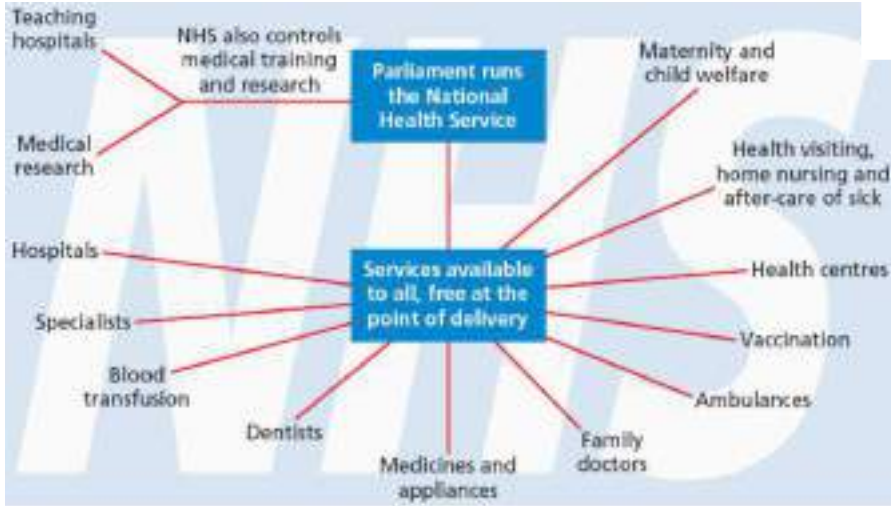 Teaching
hospitals
NHS also controls
medical training
and research
Parliament runs
the National
Health Service
Maternity and
child welfare
Medical
research
Health visiting,
home nursing and
after-care of sick
Hospitals
Services available
to all, free at the
point of delivery
Health centres
Specialists
Vaccination
Blood
transfusion
Ambulances
Dentists
Family
doctors
Medicines and
appliances
NHS